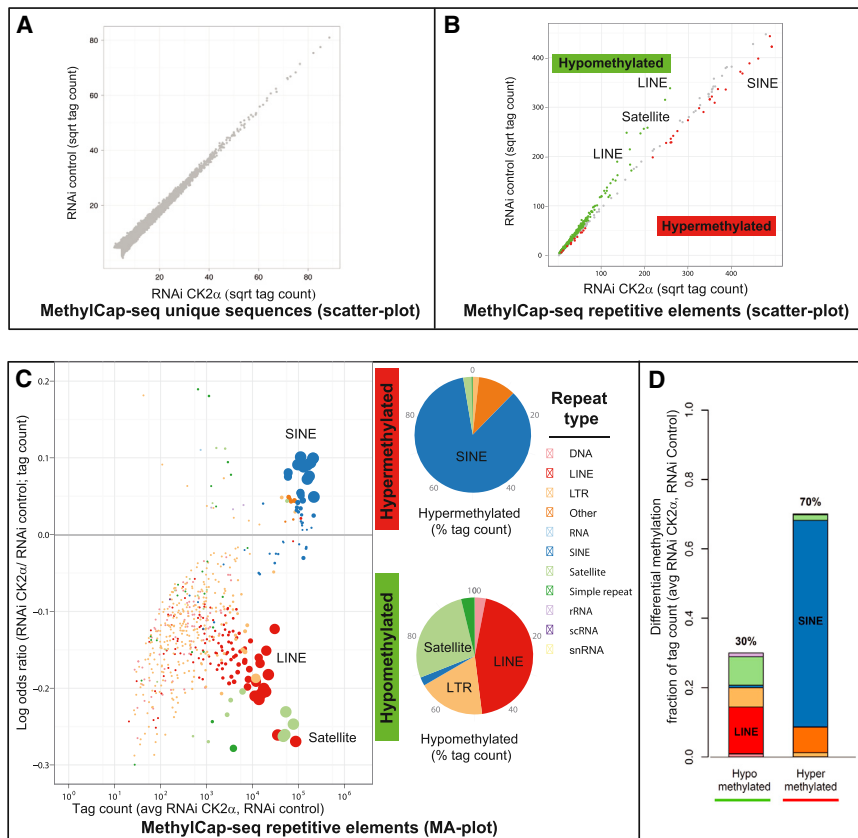 A
80
60
40
20
RNAi control (sqrt tag count)
20
40
60
80
RNAi CK2α (sqrt tag count)
MethylCap-seq unique sequences (scatter-plot)
B
400
300
200
100
0
RNAi control (sqrt tag count)
Hypomethylated
LINE
SINE
Satellite
LINE
Hypermethylated
100
200
300
400
RNAi CK2α (sqrt tag count)
MethylCap-seq repetitive elements (scatter-plot)
C
0.2
0.1
0.0
−0.1
−0.2
−0.3
Log odds ratio (RNAi CK2α/ RNAi control; tag count)
SINE
LINE
Satellite
10⁰
10¹
10²
10³
10⁴
10⁵
10⁶
Tag count (avg RNAi CK2α, RNAi control)
MethylCap-seq repetitive elements (MA-plot)
Hypermethylated
0
80
20
SINE
60
40
Hypermethylated
(% tag count)
Hypomethylated
100
80
20
Satellite
LINE
LTR
60
40
Hypomethylated
(% tag count)
Repeat
type
DNA
LINE
LTR
Other
RNA
SINE
Satellite
Simple repeat
rRNA
scRNA
snRNA
D
Differential methylation
fraction of tag count (avg RNAi CK2α, RNAi Control)
1.0
0.8
0.6
0.4
0.2
0.0
70%
30%
SINE
LINE
Hypo
methylated
Hyper
methylated